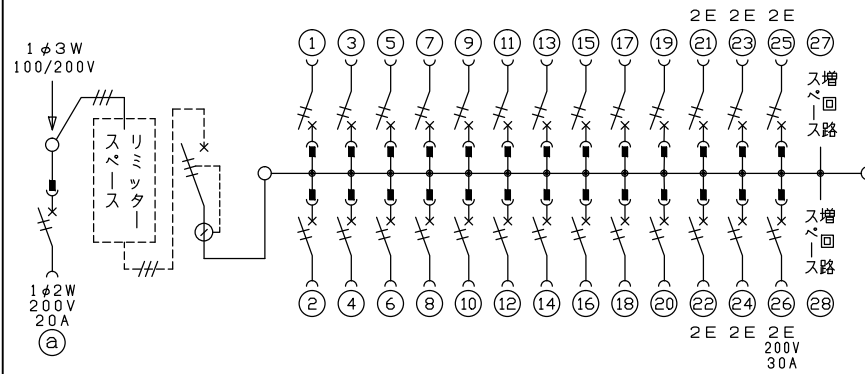 2E 2E 2E
1 3 5 7 9 11 13 15 17 19 21 23 25 27
1φ3W
100/200V
リミッター
スペース
増回路
スペース
増回路
スペース
1φ2W
200V
20A
a
2 4 6 8 10 12 14 16 18 20 22 24 26 28
2E 2E 2E
200V
30A